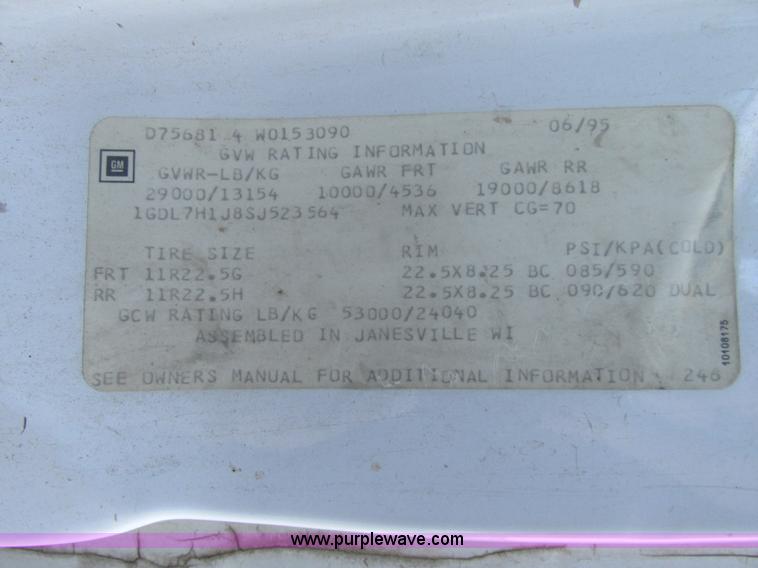 D75681 4 W0153090 06/95
GVW RATING INFORMATION
GM
GVWR-LB/KG GAWR FRT GAWR RR
29000/13154 10000/4536 19000/8618
1GDL7H1J8SJ523564 MAX VERT CG=70
TIRE SIZE RIM PSI/KPA(COLD)
FRT 11R22.5G 22.5X8.25 BC 085/590
RR 11R22.5H 22.5X8.25 BC 090/620 DUAL
GCW RATING LB/KG 53000/24040
ASSEMBLED IN JANESVILLE WI
10108175
SEE OWNERS MANUAL FOR ADDITIONAL INFORMATION 246
www.purplewave.com